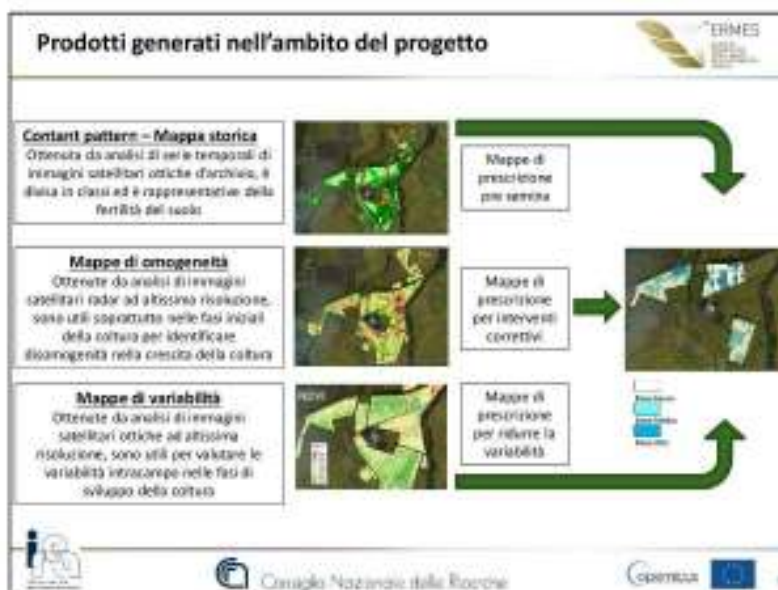 Prodotti generati nell'ambito del progetto
ERMES
Contant pattern – Mappa storica
Ottenuta da analisi di serie temporali di
immagini satellitari ottiche d'archivio, è
divisa in classi ed è rappresentativa della
fertilità del suolo
Mappe di
prescrizione
pre semina
Mappe di omogeneità
Ottenute da analisi di immagini
satellitari radar ad altissima risoluzione,
sono utili soprattutto nelle fasi iniziali
della coltura per identificare
disomogenità nella crescita della coltura
Mappe di
prescrizione
per interventi
correttivi
Mappe di variabilità
Ottenute da analisi di immagini
satellitari ottiche ad altissima
risoluzione, sono utili per valutare le
variabilità intracampo nelle fasi di
sviluppo della coltura
Mappe di
prescrizione
per ridurre la
variabilità
Consiglio Nazionale delle Ricerche
Copernicus